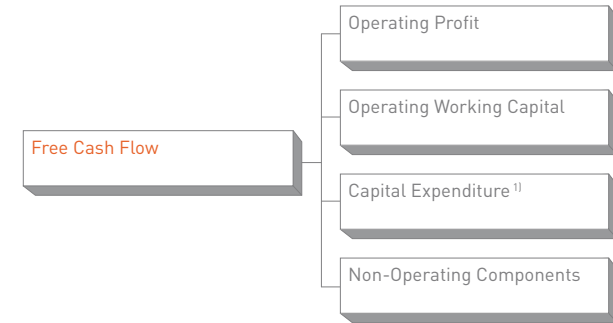 Operating Profit
Operating Working Capital
Free Cash Flow
Capital Expenditure ¹⁾
Non-Operating Components